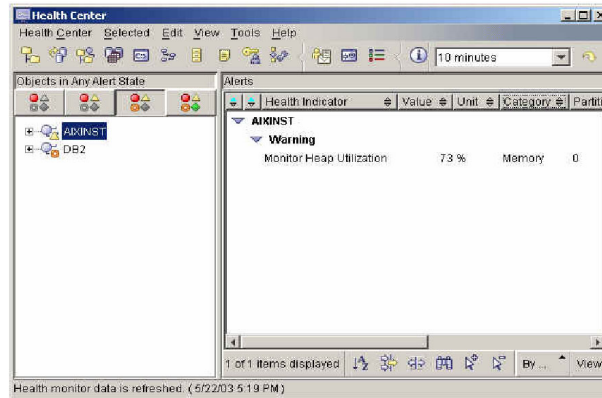 Health Center
Health Center Selected Edit View Tools Help
10 minutes
Objects in Any Alert State
Alerts
Health Indicator Value Unit Category Partiti
AIXINST
Warning
Monitor Heap Utilization 73 % Memory 0
AIXINST
DB2
1 of 1 items displayed By ... View
Health monitor data is refreshed. ( 5/22/03 5:19 PM )